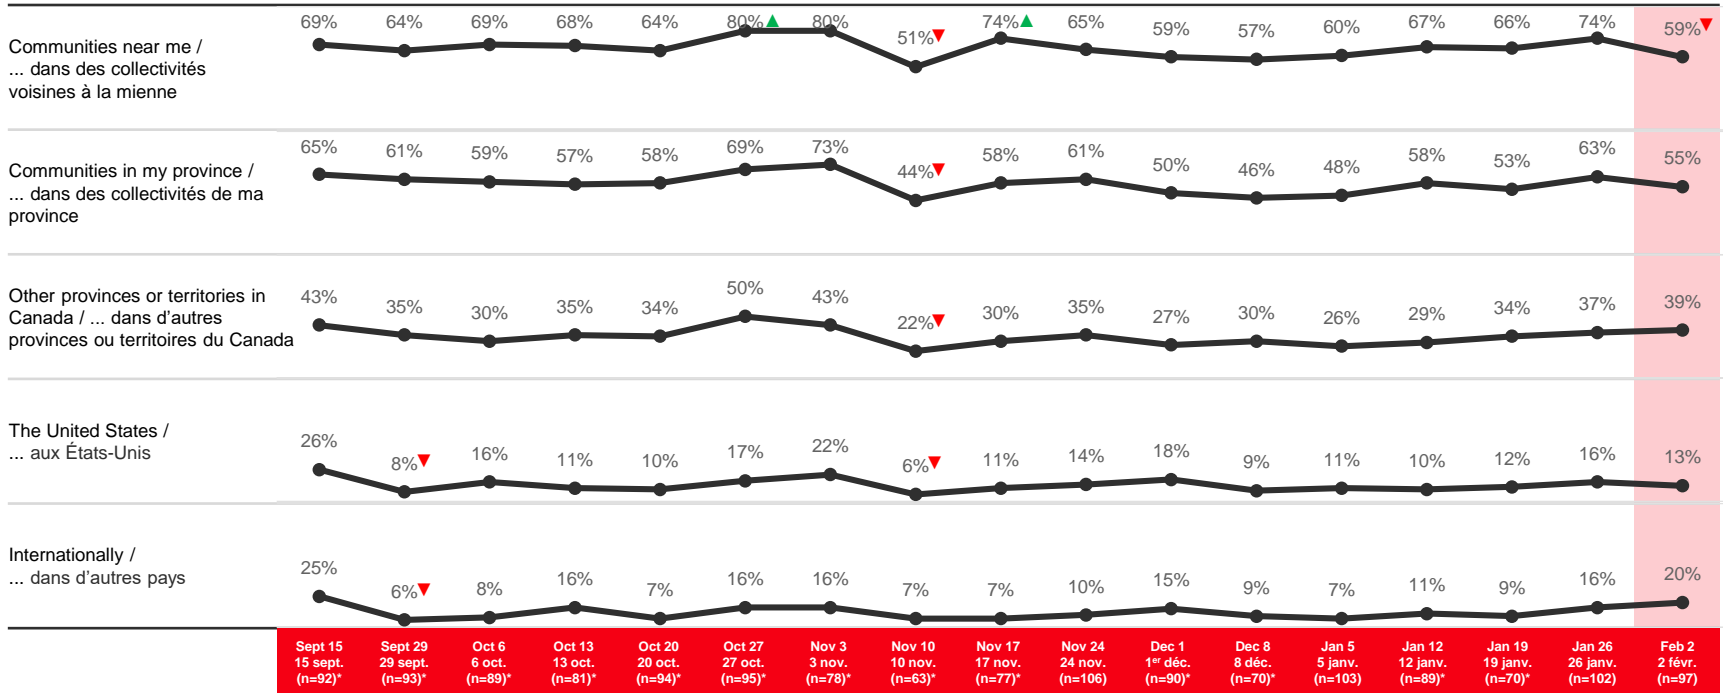 69% 64% 69% 68% 64% 80%▲ 80% 51%▼ 74%▲ 65% 59% 57% 60% 67% 66% 74% 59%▼
Communities near me /
... dans des collectivités
voisines à la mienne
65% 61% 59% 57% 58% 69% 73% 44%▼ 58% 61% 50% 46% 48% 58% 53% 63% 55%
Communities in my province /
... dans des collectivités de ma
province
43% 35% 30% 35% 34% 50% 43% 22%▼ 30% 35% 27% 30% 26% 29% 34% 37% 39%
Other provinces or territories in
Canada / ... dans d'autres
provinces ou territoires du Canada
26% 8%▼ 16% 11% 10% 17% 22% 6%▼ 11% 14% 18% 9% 11% 10% 12% 16% 13%
The United States /
... aux États-Unis
25% 6%▼ 8% 16% 7% 16% 16% 7% 7% 10% 15% 9% 7% 11% 9% 16% 20%
Internationally /
... dans d'autres pays
Sept 15 Sept 29 Oct 6 Oct 13 Oct 20 Oct 27 Nov 3 Nov 10 Nov 17 Nov 24 Dec 1 Dec 8 Jan 5 Jan 12 Jan 19 Jan 26 Feb 2
15 sept. 29 sept. 6 oct. 13 oct. 20 oct. 27 oct. 3 nov. 10 nov. 17 nov. 24 nov. 1er déc. 8 déc. 5 janv. 12 janv. 19 janv. 26 janv. 2 févr.
(n=92)* (n=93)* (n=89)* (n=81)* (n=94)* (n=95)* (n=78)* (n=63)* (n=77)* (n=106) (n=90)* (n=70)* (n=103) (n=89)* (n=70)* (n=102) (n=97)